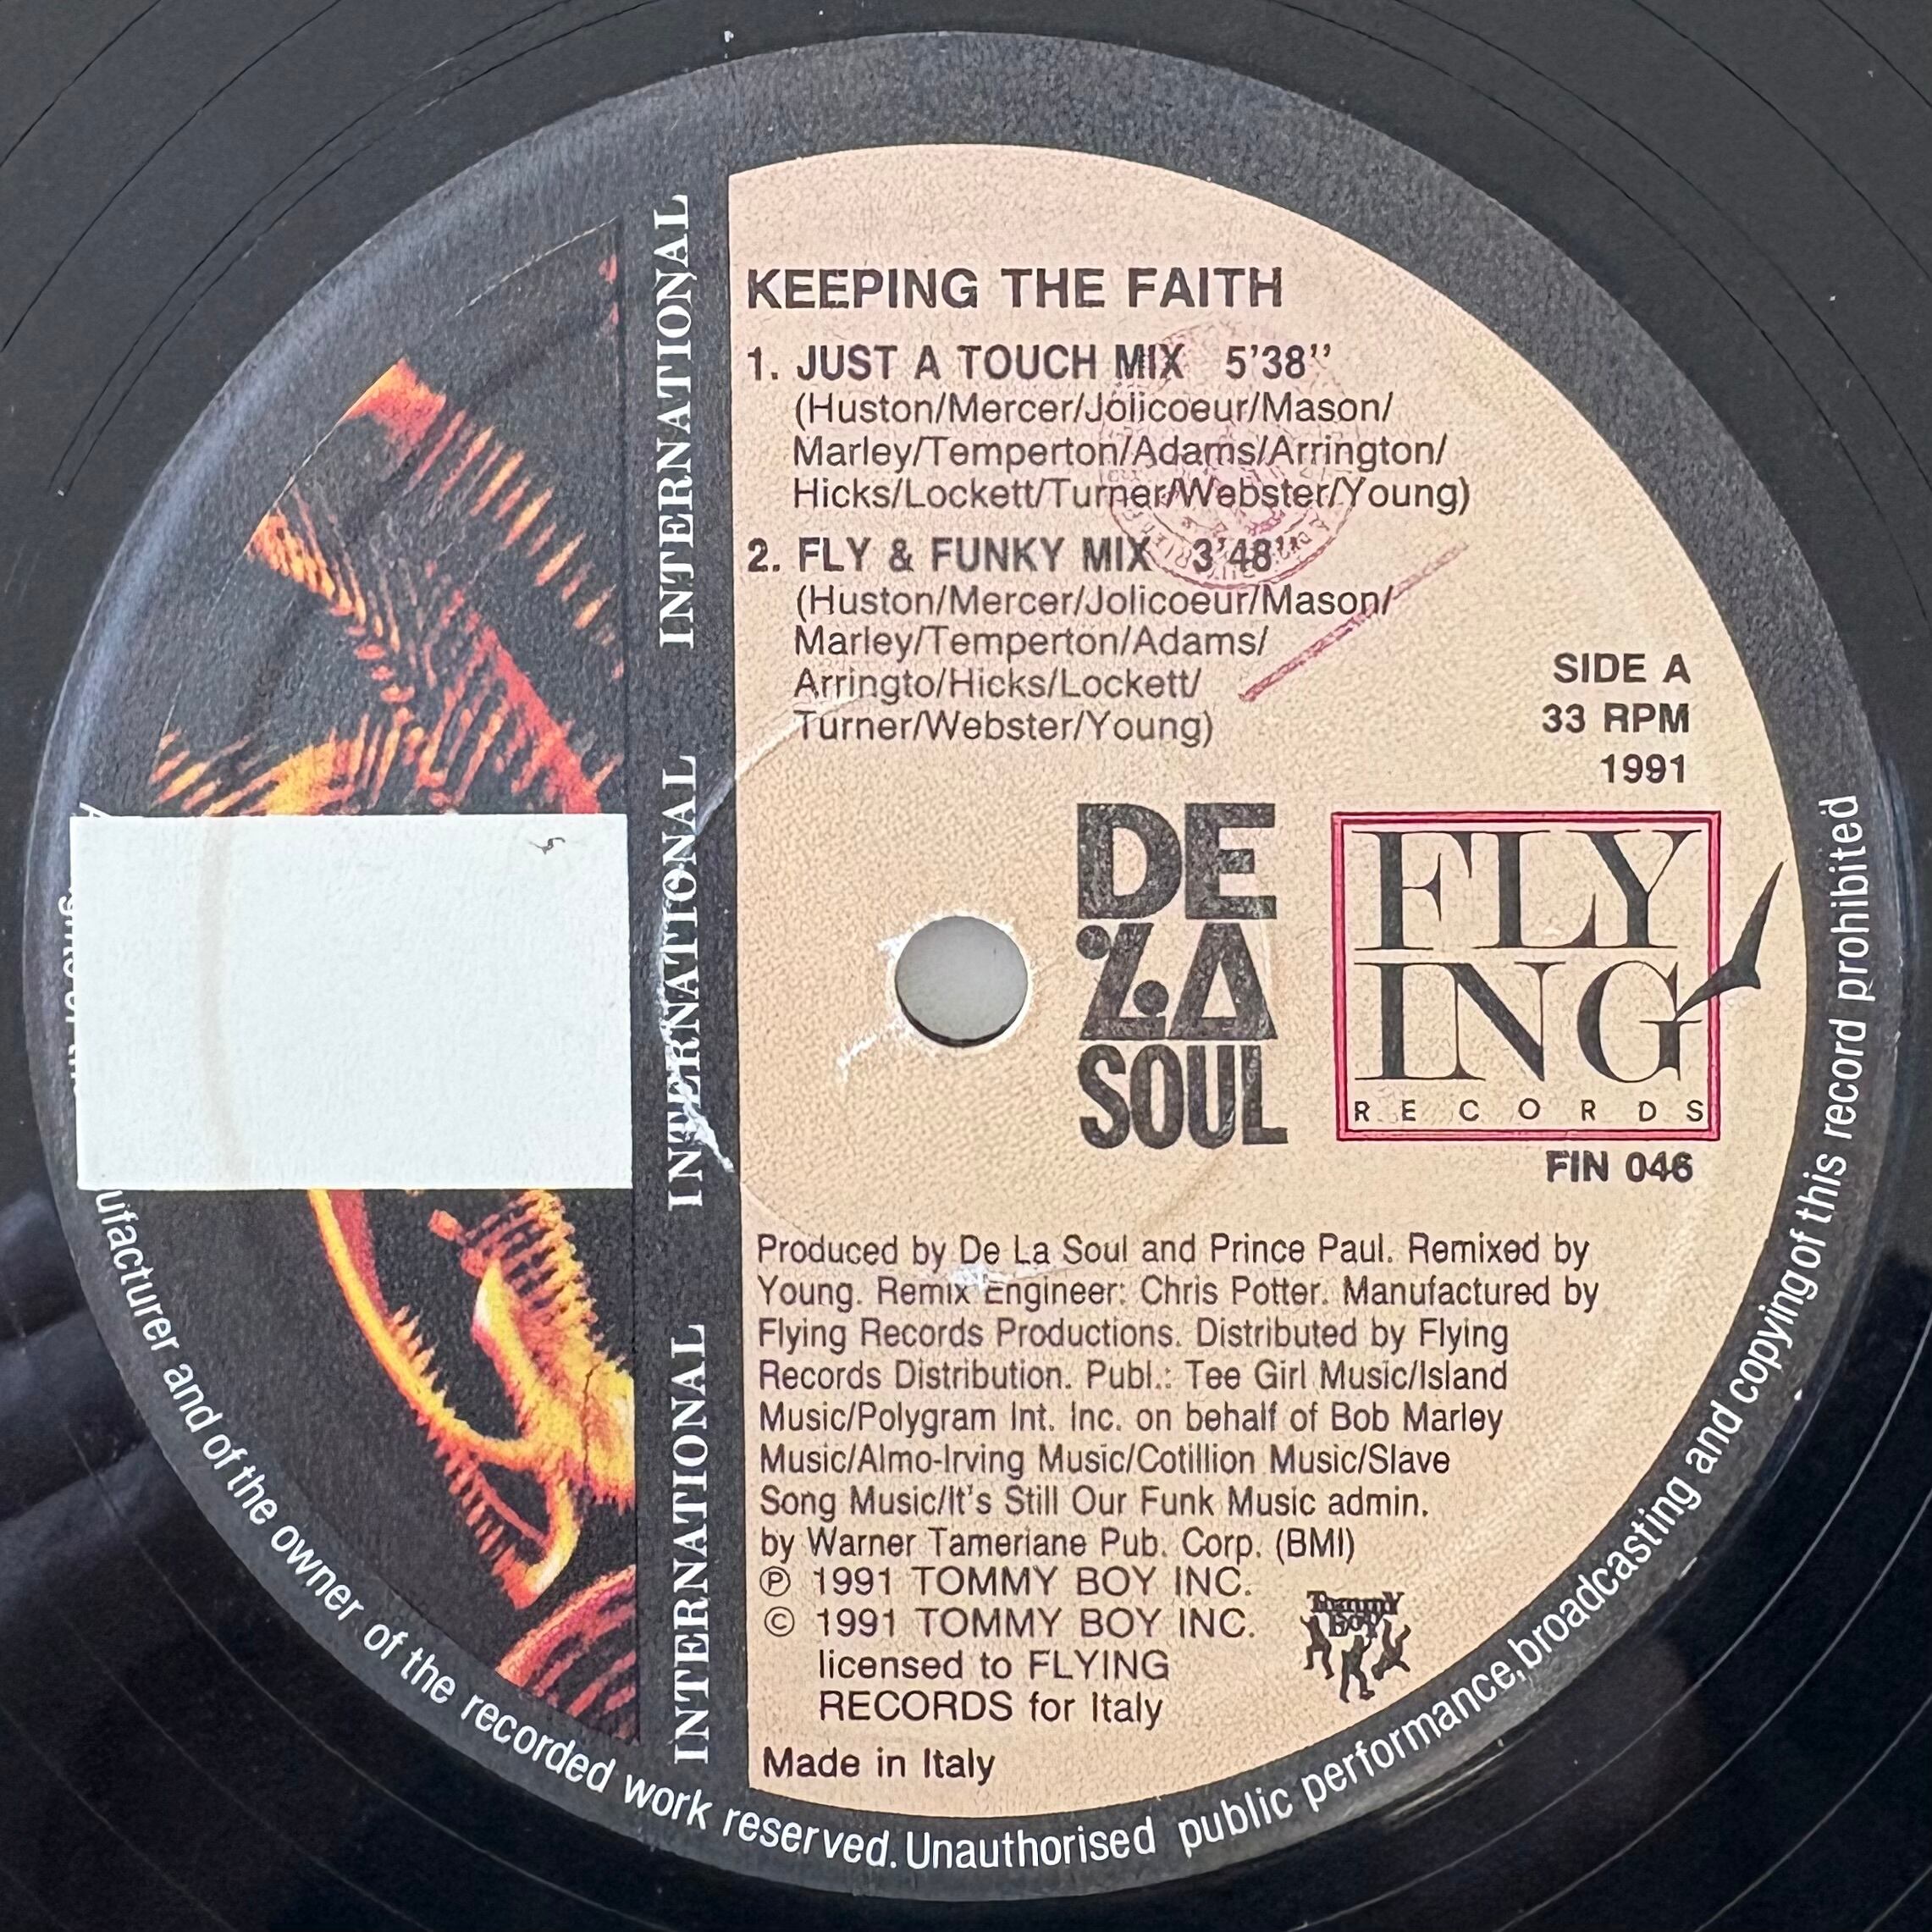 KEEPING THE FAITH
1. JUST A TOUCH MIX 5'38"
(Huston/Mercer/Jolicoeur/Mason/
Marley/Temperton/Adams/Arrington/
Hicks/Lockett/Turner/Webster/Young)
2. FLY & FUNKY MIX 3'48"
(Huston/Mercer/Jolicoeur/Mason/
Marley/Temperton/Adams/
Arringto/Hicks/Lockett/
Turner/Webster/Young)
SIDE A
33 RPM
1991
DE
LA
SOUL
FLY
ING
RECORDS
FIN 046
Produced by De La Soul and Prince Paul. Remixed by
Young. Remix Engineer: Chris Potter. Manufactured by
Flying Records Productions. Distributed by Flying
Records Distribution. Publ.: Tee Girl Music/Island
Music/Polygram Int. Inc. on behalf of Bob Marley
Music/Almo-Irving Music/Cotillion Music/Slave
Song Music/It's Still Our Funk Music admin.
by Warner Tamerlane Pub. Corp. (BMI)
℗ 1991 TOMMY BOY INC.
© 1991 TOMMY BOY INC.
licensed to FLYING
RECORDS for Italy
Tommy
Boy
Made in Italy
INTERNATIONAL INTERNATIONAL INTERNATIONAL
and of the owner of the recorded work reserved. Unauthorised public performance, broadcasting and copying of this record prohibited